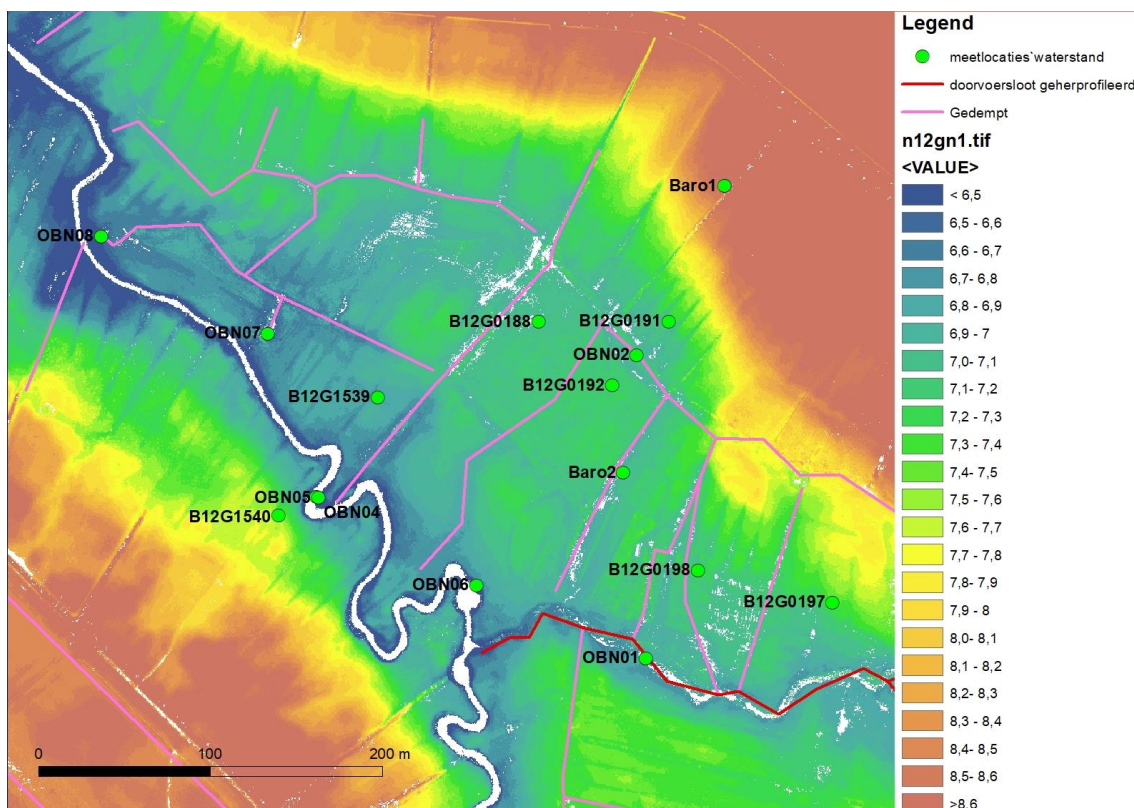 Legend
meetlocaties`waterstand
doorvoersloot geherprofileerd
Gedempt
n12gn1.tif
<VALUE>
< 6,5
6,5 - 6,6
6,6 - 6,7
6,7- 6,8
6,8 - 6,9
6,9 - 7
7,0- 7,1
7,1- 7,2
7,2 - 7,3
7,3 - 7,4
7,4 - 7,5
7,5 - 7,6
7,6 - 7,7
7,7 - 7,8
7,8- 7,9
7,9 - 8
8,0- 8,1
8,1 - 8,2
8,2- 8,3
8,3 - 8,4
8,4- 8,5
8,5- 8,6
>8,6
Baro1
OBN08
B12G0188
B12G0191
OBN07
OBN02
B12G0192
B12G1539
Baro2
OBN05
OBN04
B12G1540
B12G0198
OBN06
B12G0197
OBN01
0
100
200 m